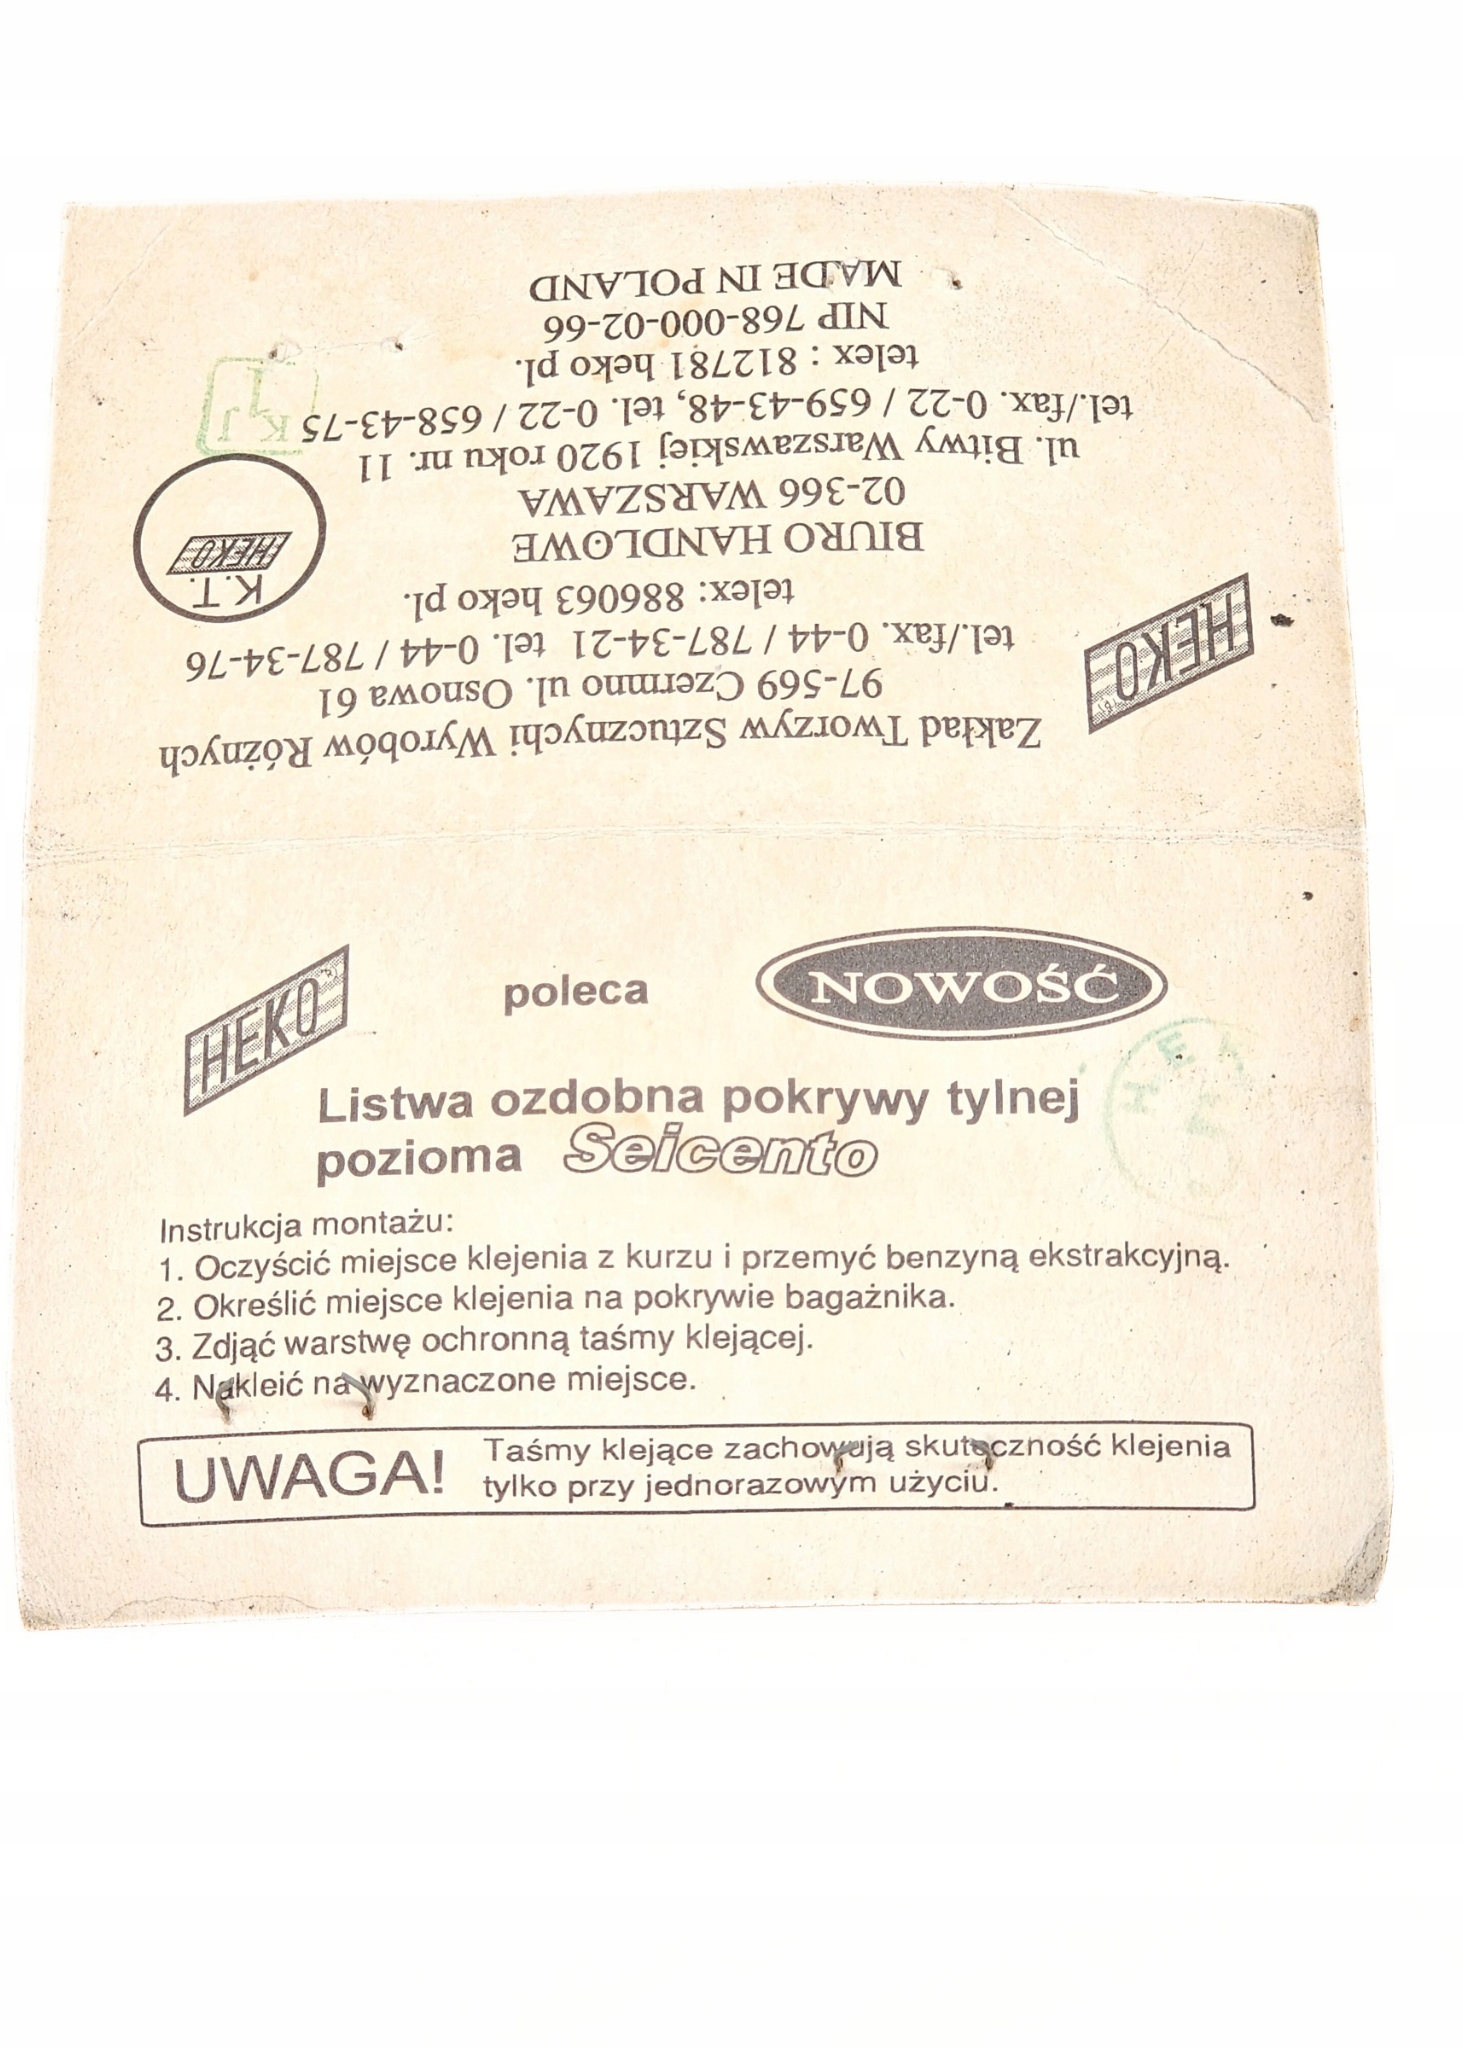 HEKO
poleca
NOWOŚĆ
Listwa ozdobna pokrywy tylnej
pozioma Seicento
Instrukcja montażu:
1. Oczyścić miejsce klejenia z kurzu i przemyć benzyną ekstrakcyjną.
2. Określić miejsce klejenia na pokrywie bagażnika.
3. Zdjąć warstwę ochronną taśmy klejącej.
4. Nakleić na wyznaczone miejsce.
UWAGA!
Taśmy klejące zachowują skuteczność klejenia
tylko przy jednorazowym użyciu.
Zakład Tworzyw Sztucznychi Wyrobów Różnych
97-569 Czermno ul. Osnowa 61
HEKO
tel./fax. 0-44 / 787-34-21 tel. 0-44 / 787-34-76
telex: 886063 heko pl.
K.T.
HEKO
BIURO HANDLOWE
02-366 WARSZAWA
ul. Bitwy Warszawskiej 1920 roku nr. 11
tel./fax. 0-22 / 659-43-48, tel. 0-22 / 658-43-75
telex : 812781 heko pl.
NIP 768-000-02-66
MADE IN POLAND